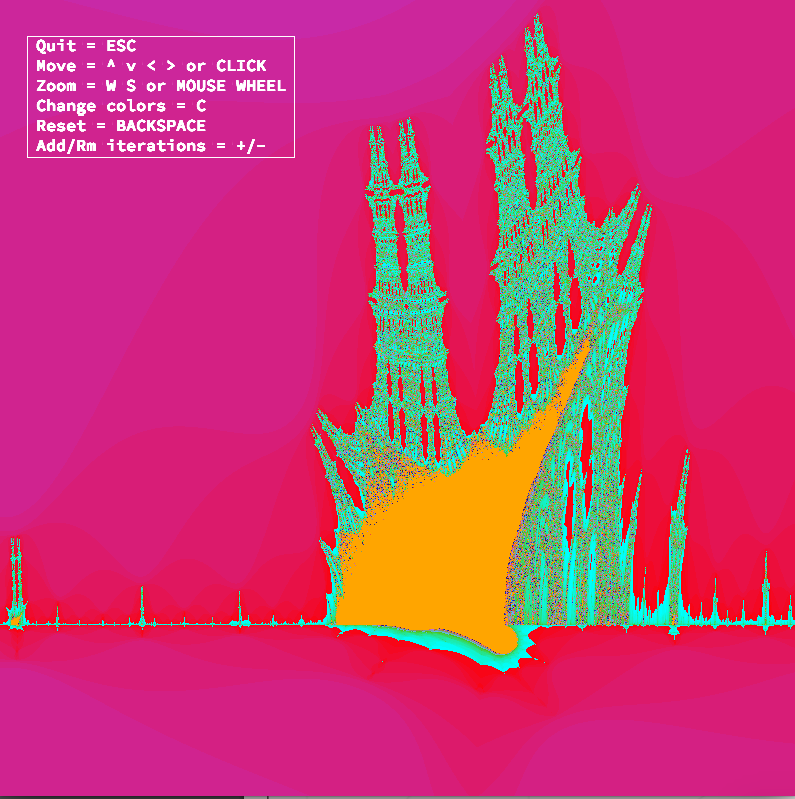 Quit = ESC
Move = ^ v < > or CLICK
Zoom = W S or MOUSE WHEEL
Change colors = C
Reset = BACKSPACE
Add/Rm iterations = +/-